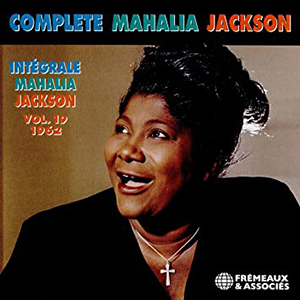 COMPLETE MAHALIA JACKSON
INTÉGRALE
MAHALIA
JACKSON
VOL. 19
1962
FRÉMEAUX
& ASSOCIÉS